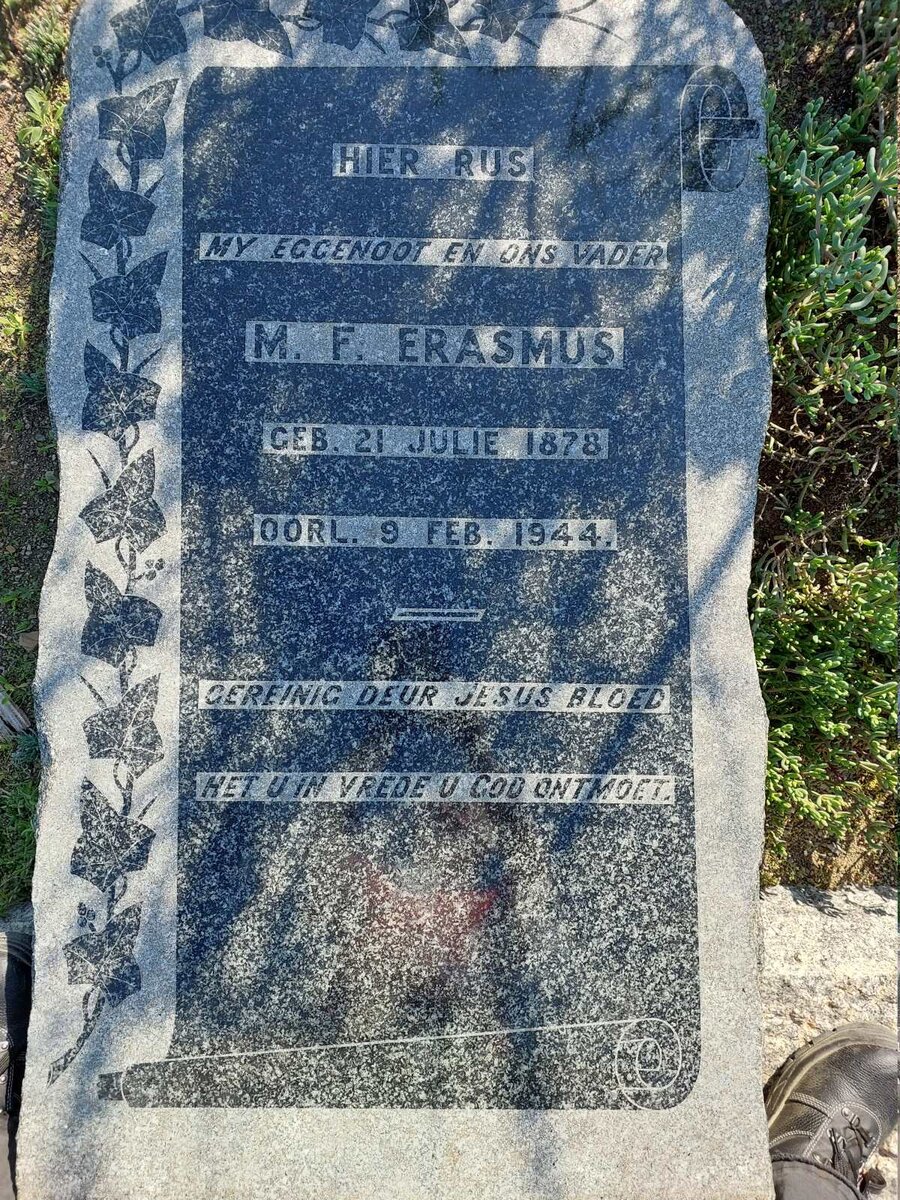 HIER RUS
MY EGGENOOT EN ONS VADER
M. F. ERASMUS
GEB. 21 JULIE 1878
OORL. 9 FEB. 1944.
GEREINIG DEUR JESUS BLOED
HET U IN VREDE U GOD ONTMOET.